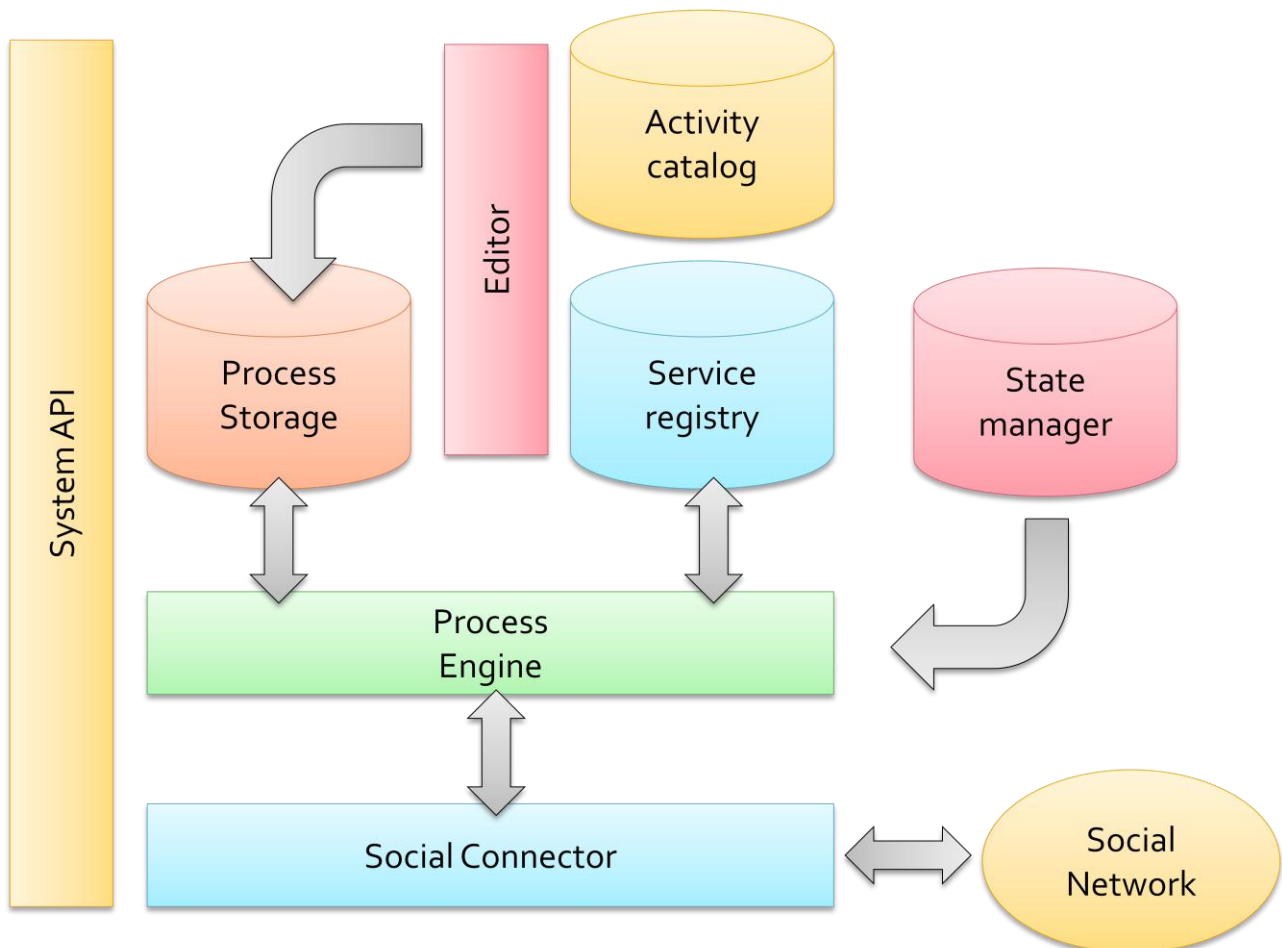 System API
Editor
Activity
catalog
Process
Storage
Service
registry
State
manager
Process
Engine
Social Connector
Social
Network